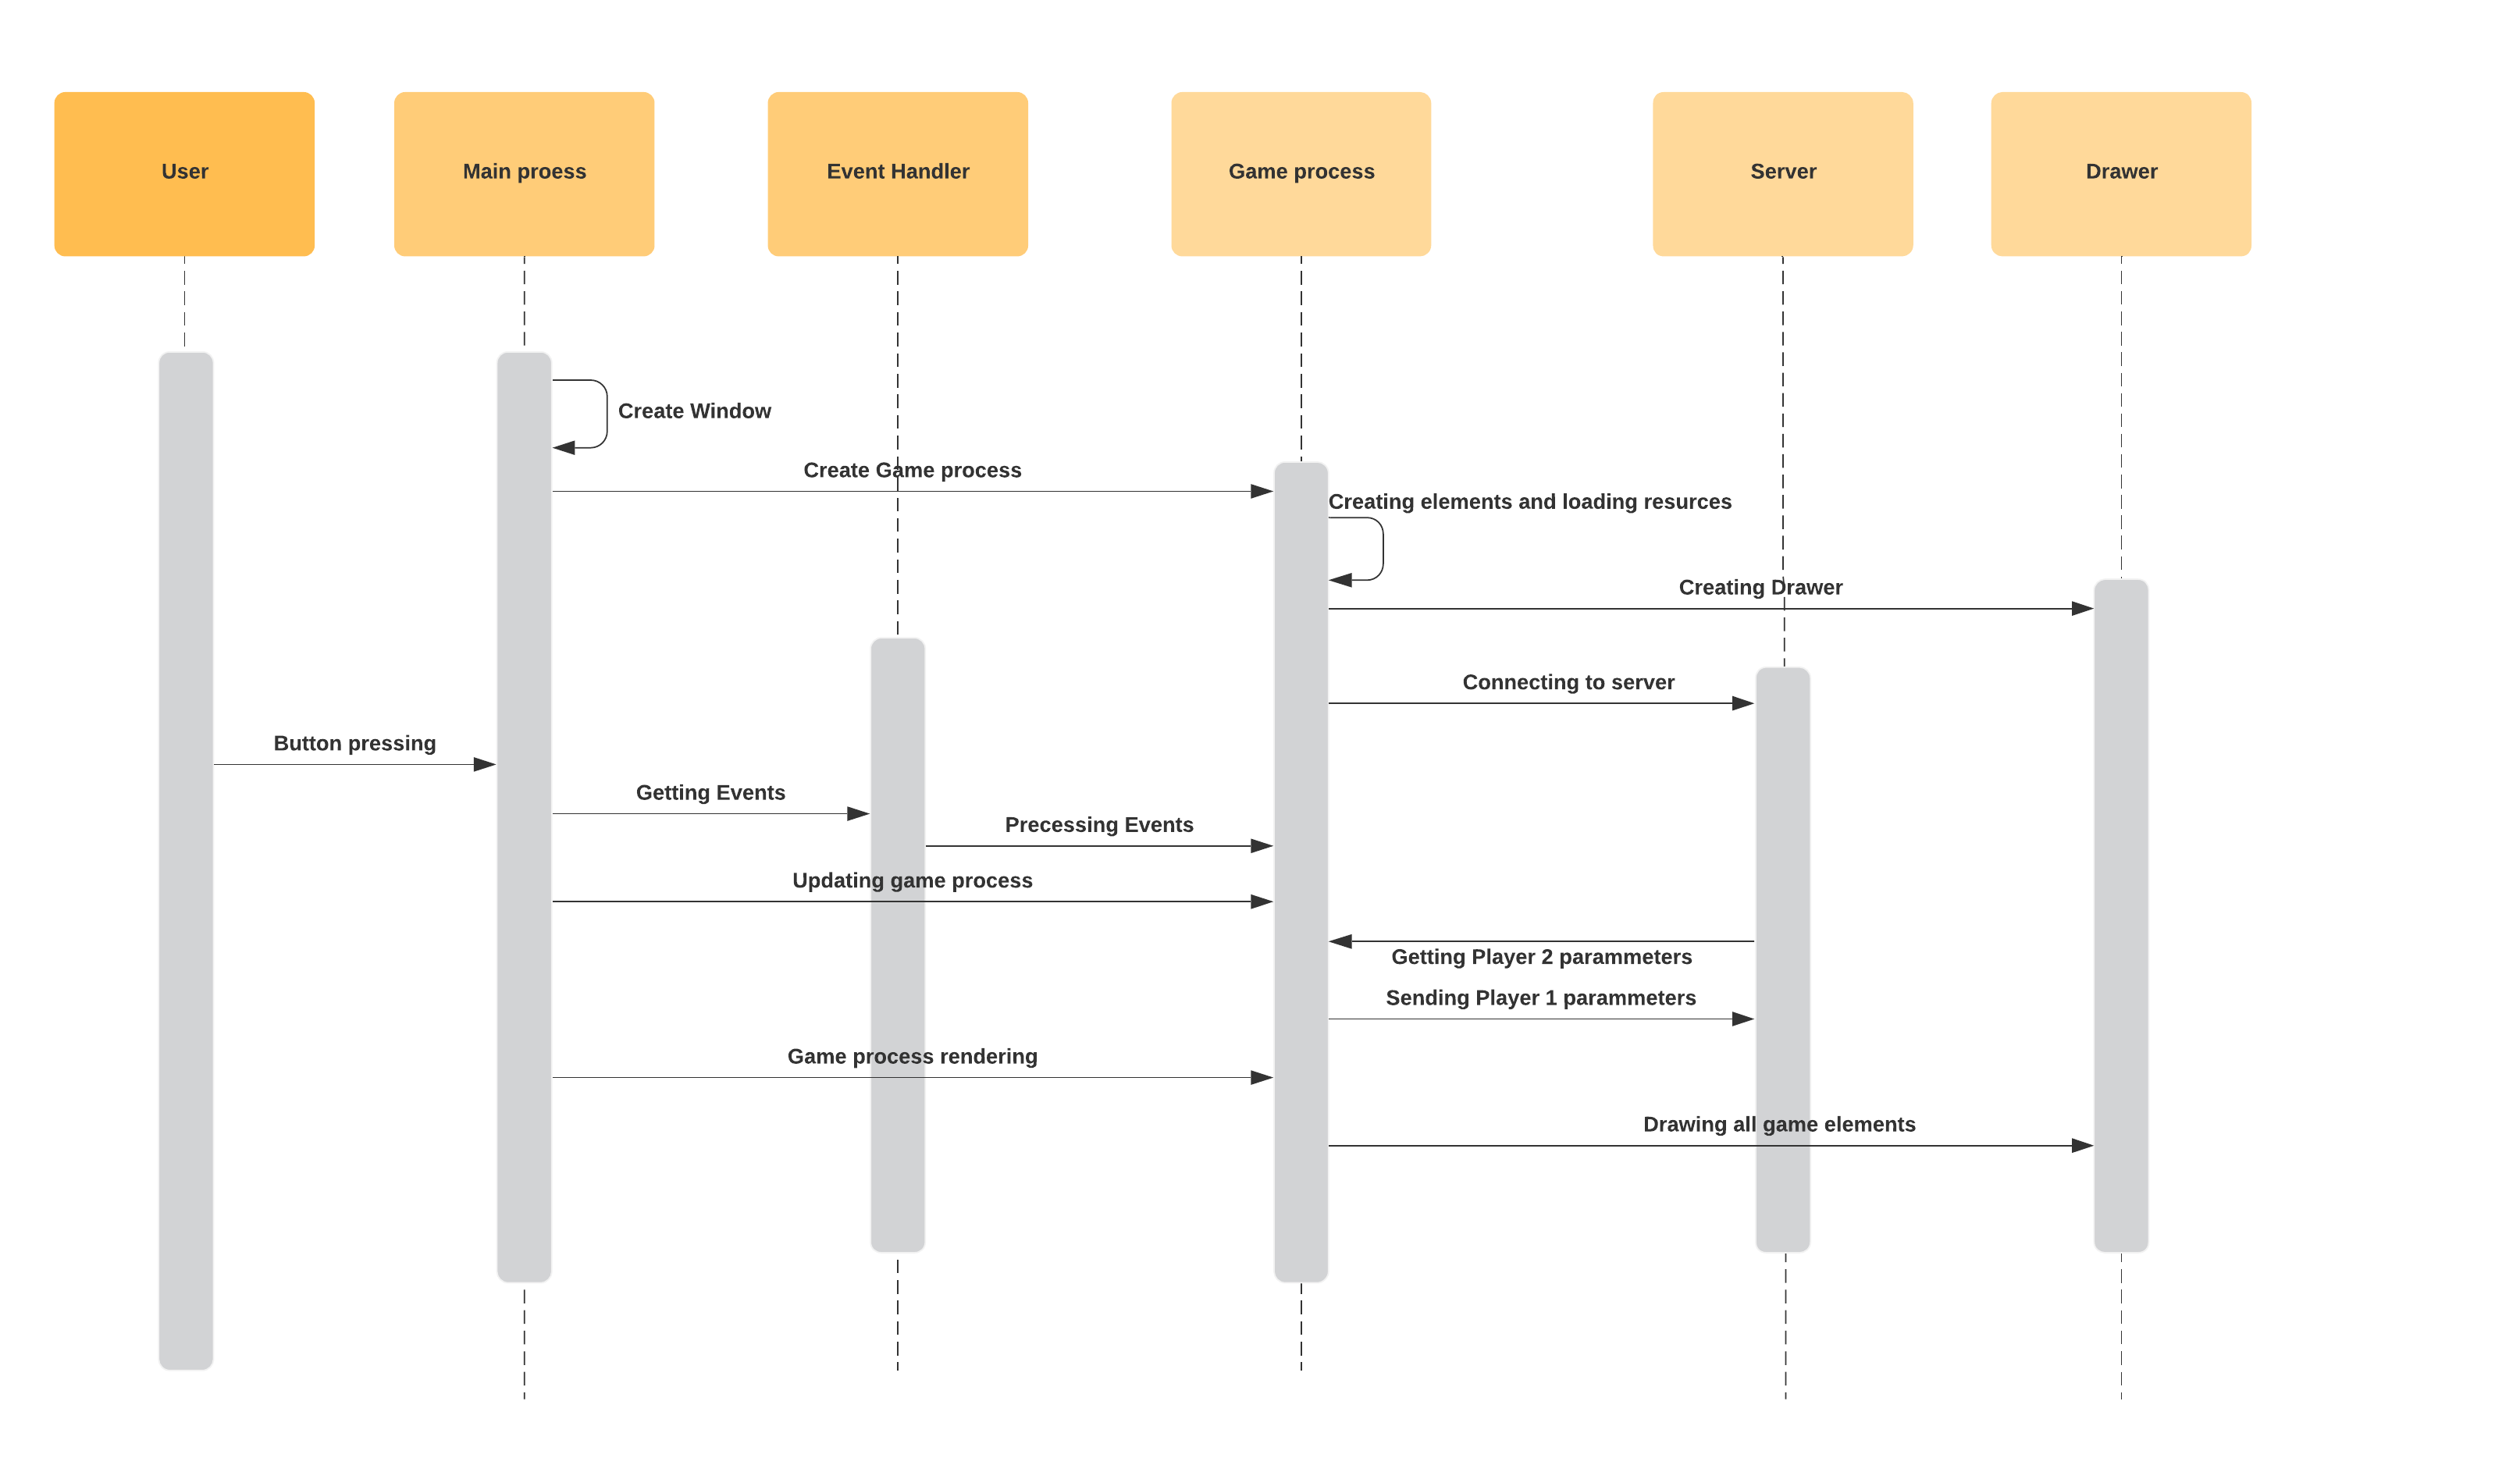 User
Main proess
Event Handler
Game process
Server
Drawer
Create Window
Create Game process
Creating elements and loading resurces
Creating Drawer
Connecting to server
Button pressing
Getting Events
Precessing Events
Updating game process
Getting Player 2 parammeters
Sending Player 1 parammeters
Game process rendering
Drawing all game elements